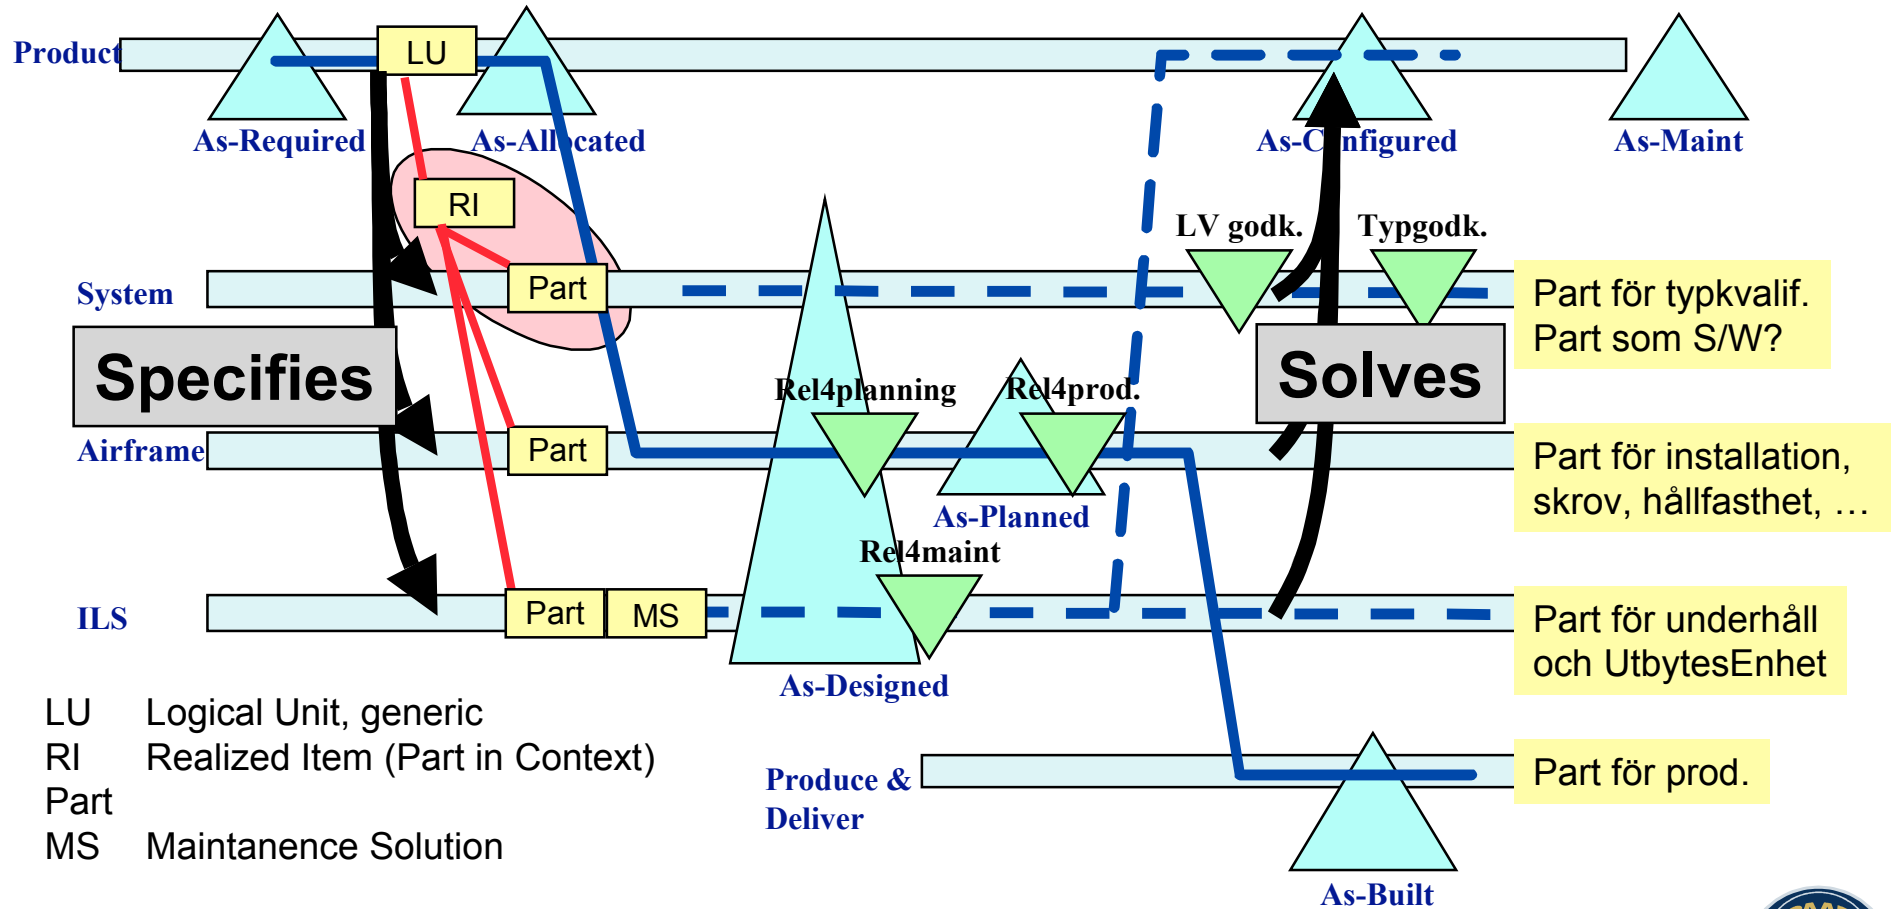 Product
LU
As-Required
As-Allocated
As-Configured
As-Maint
RI
LV godk.
Typgodk.
System
Part
Part för typkvalif.
Part som S/W?
Specifies
Solves
Rel4planning
Rel4prod.
Airframe
Part
Part för installation,
skrov, hållfasthet, …
As-Planned
Rel4maint
ILS
Part
MS
Part för underhåll
och UtbytesEnhet
As-Designed
LU Logical Unit, generic
RI Realized Item (Part in Context)
Part
MS Maintanence Solution
Produce &
Deliver
Part för prod.
As-Built